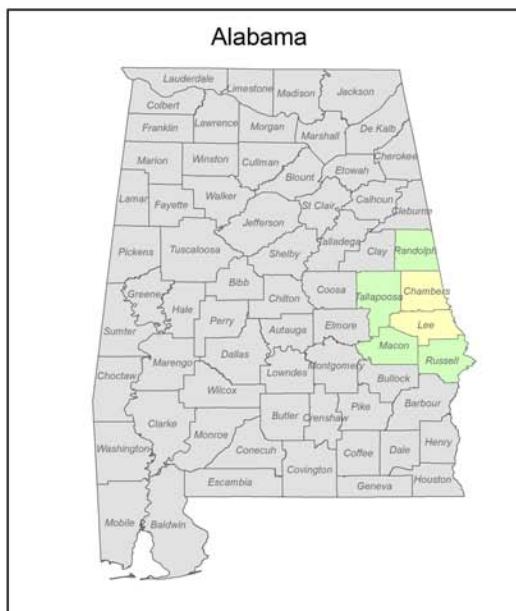 Alabama
Lauderdale
Limestone
Madison
Jackson
Colbert
Franklin
Lawrence
Morgan
Marshall
De Kalb
Cherokee
Marion
Winston
Cullman
Blount
Etowah
Lamar
Fayette
Walker
St Clair
Calhoun
Cleburne
Jefferson
Talladega
Clay
Randolph
Pickens
Tuscaloosa
Shelby
Bibb
Chilton
Coosa
Tallapoosa
Chambers
Greene
Hale
Perry
Autauga
Elmore
Lee
Sumter
Marengo
Dallas
Lowndes
Montgomery
Macon
Russell
Bullock
Choctaw
Wilcox
Butler
Crenshaw
Pike
Barbour
Clarke
Monroe
Conecuh
Covington
Coffee
Dale
Henry
Washington
Escambia
Geneva
Houston
Mobile
Baldwin